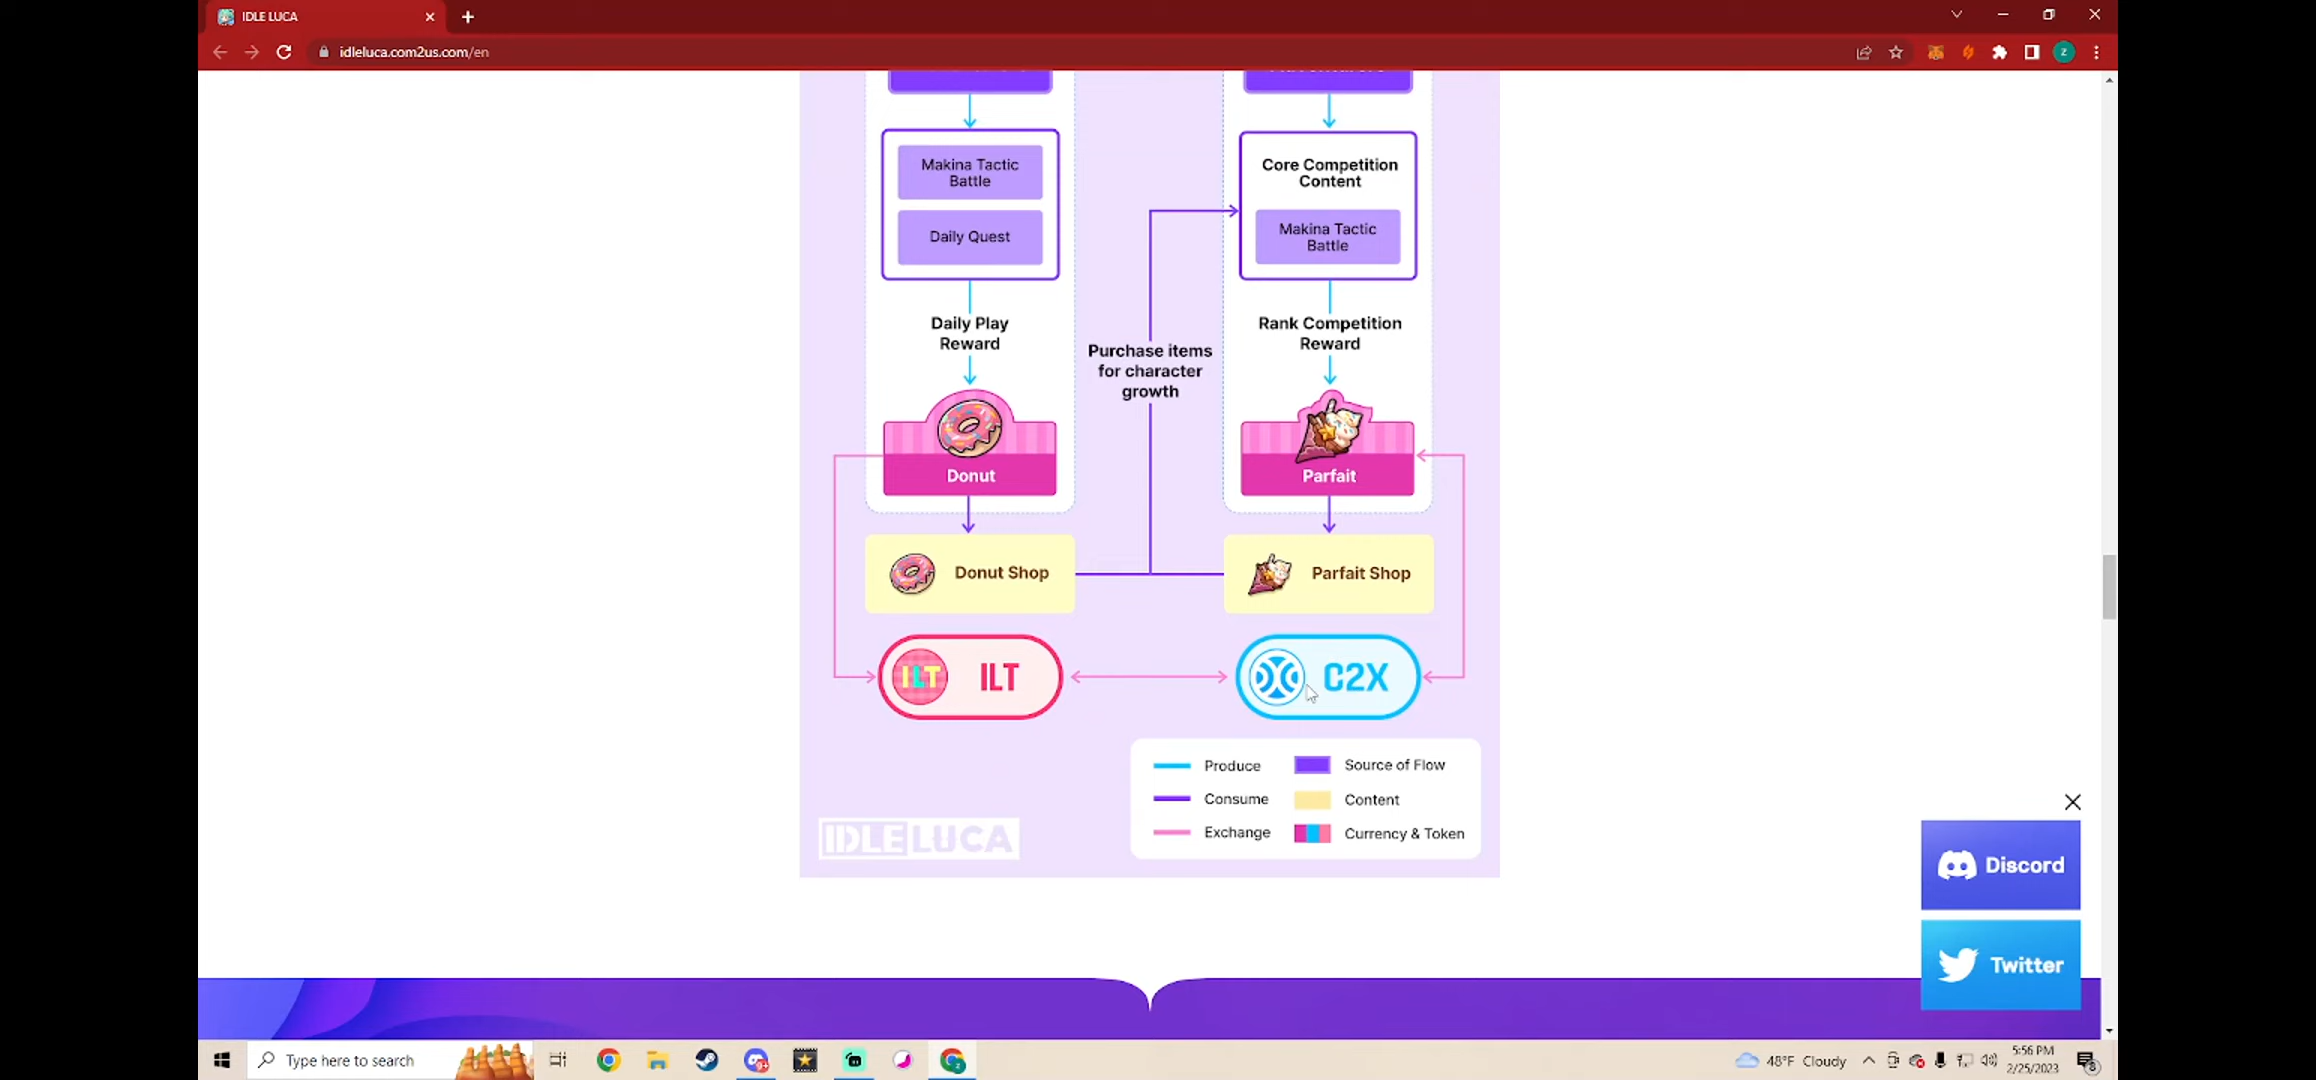 IDLE LUCA
idleluca.com2us.com/en
Makina Tactic
Battle
Daily Quest
Core Competition
Content
Makina Tactic
Battle
Daily Play
Reward
Rank Competition
Reward
Purchase items
for character
growth
Donut
Parfait
Donut Shop
Parfait Shop
ILT
ILT
C2X
Produce
Source of Flow
Consume
Content
Exchange
Currency & Token
IDLE LUCA
Discord
Twitter
Type here to search
48°F Cloudy
5:56 PM
2/25/2023